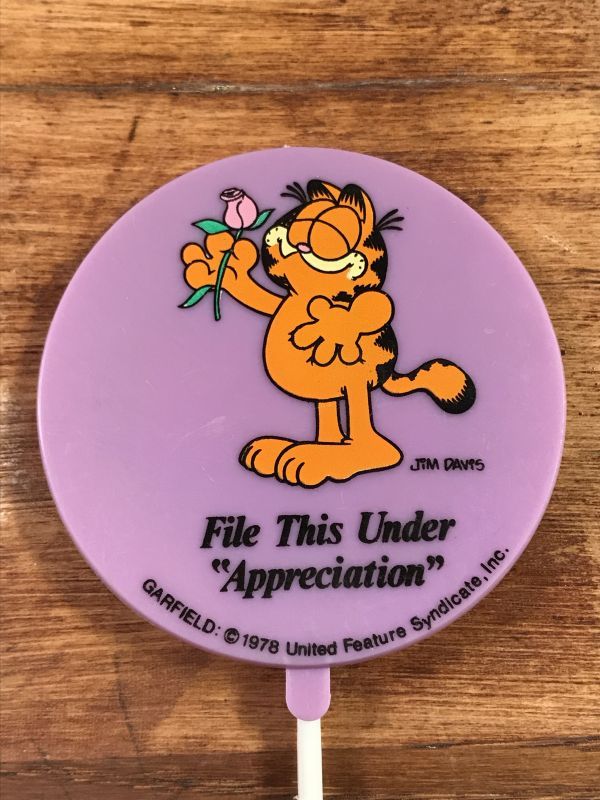 JIM DAVIS
File This Under
“Appreciation”
GARFIELD: ©1978 United Feature Syndicate, Inc.